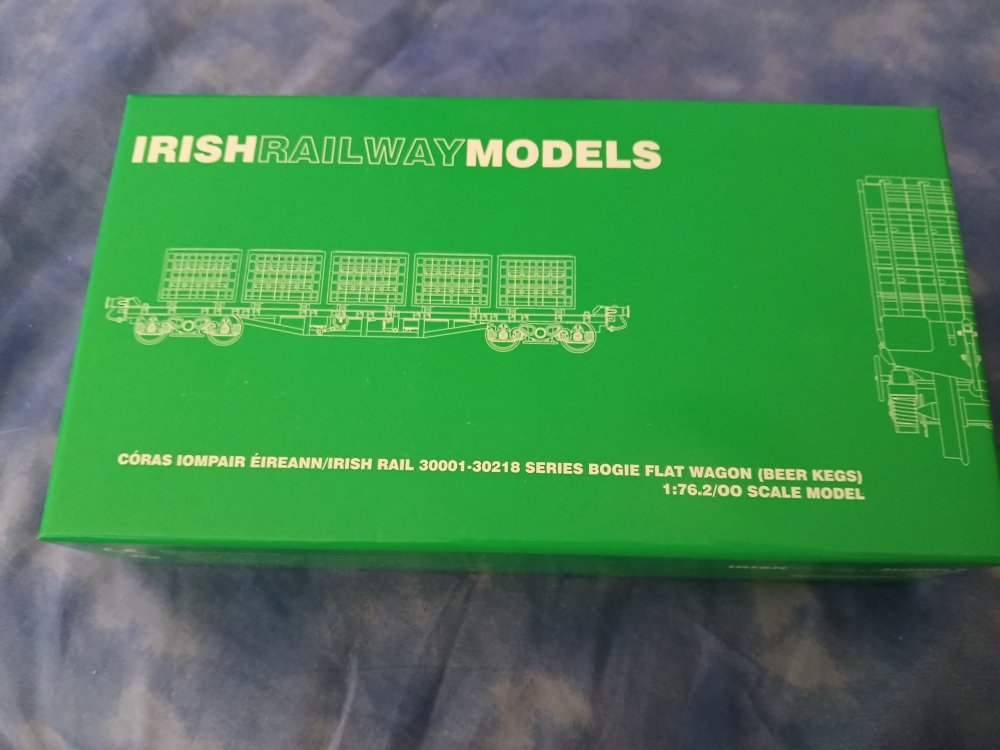 IRISHRAILWAYMODELS
CÓRAS IOMPAIR ÉIREANN/IRISH RAIL 30001-30218 SERIES BOGIE FLAT WAGON (BEER KEGS)
1:76.2/OO SCALE MODEL
IRISH